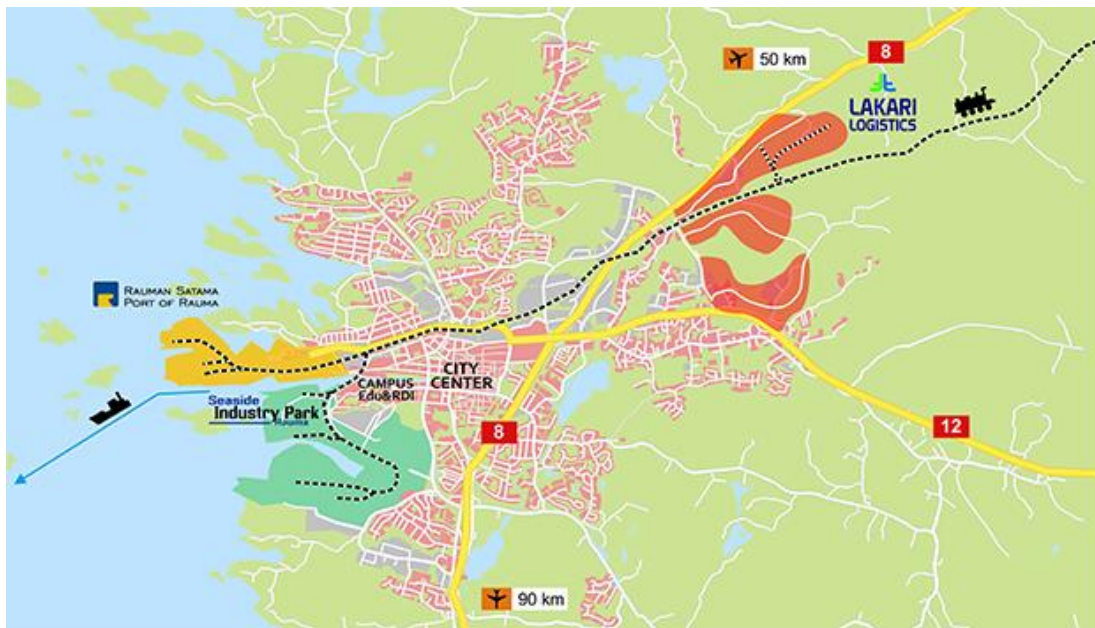 50 km
8
LAKARI
LOGISTICS
RAUMAN SATAMA
PORT OF RAUMA
CITY
CENTER
CAMPUS
Edu&RDI
Seaside
Industry Park
Rauma
8
12
90 km